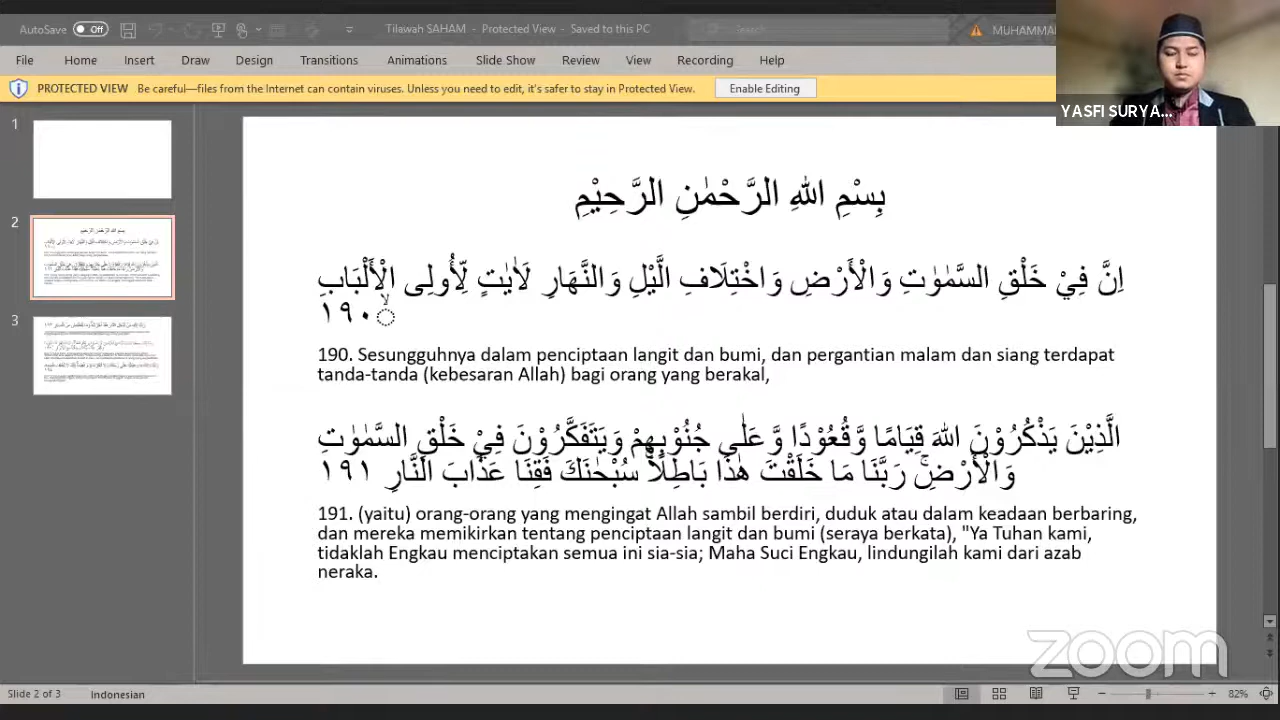 AutoSave Off
Tilawah SAHAM - Protected View - Saved to this PC
Search
MUHAMMA
File Home Insert Draw Design Transitions Animations Slide Show Review View Recording Help
PROTECTED VIEW Be careful—files from the Internet can contain viruses. Unless you need to edit, it's safer to stay in Protected View. Enable Editing
YASFI SURYA...
1
2
3
بِسْمِ اللهِ الرَّحْمٰنِ الرَّحِيْمِ
اِنَّ فِيْ خَلْقِ السَّمٰوٰتِ وَالْأَرْضِ وَاخْتِلَافِ الَّيْلِ وَالنَّهَارِ لَاٰيٰتٍ لِّأُولِى الْأَلْبَابِ
ۙ١٩٠
190. Sesungguhnya dalam penciptaan langit dan bumi, dan pergantian malam dan siang terdapat
tanda-tanda (kebesaran Allah) bagi orang yang berakal,
الَّذِيْنَ يَذْكُرُوْنَ اللهَ قِيَامًا وَّقُعُوْدًا وَّعَلٰى جُنُوْبِهِمْ وَيَتَفَكَّرُوْنَ فِيْ خَلْقِ السَّمٰوٰتِ
وَالْأَرْضِۚ رَبَّنَا مَا خَلَقْتَ هٰذَا بَاطِلًاۚ سُبْحٰنَكَ فَقِنَا عَذَابَ النَّارِ ١٩١
191. (yaitu) orang-orang yang mengingat Allah sambil berdiri, duduk atau dalam keadaan berbaring,
dan mereka memikirkan tentang penciptaan langit dan bumi (seraya berkata), "Ya Tuhan kami,
tidaklah Engkau menciptakan semua ini sia-sia; Maha Suci Engkau, lindungilah kami dari azab
neraka.
zoom
Slide 2 of 3 Indonesian 82%